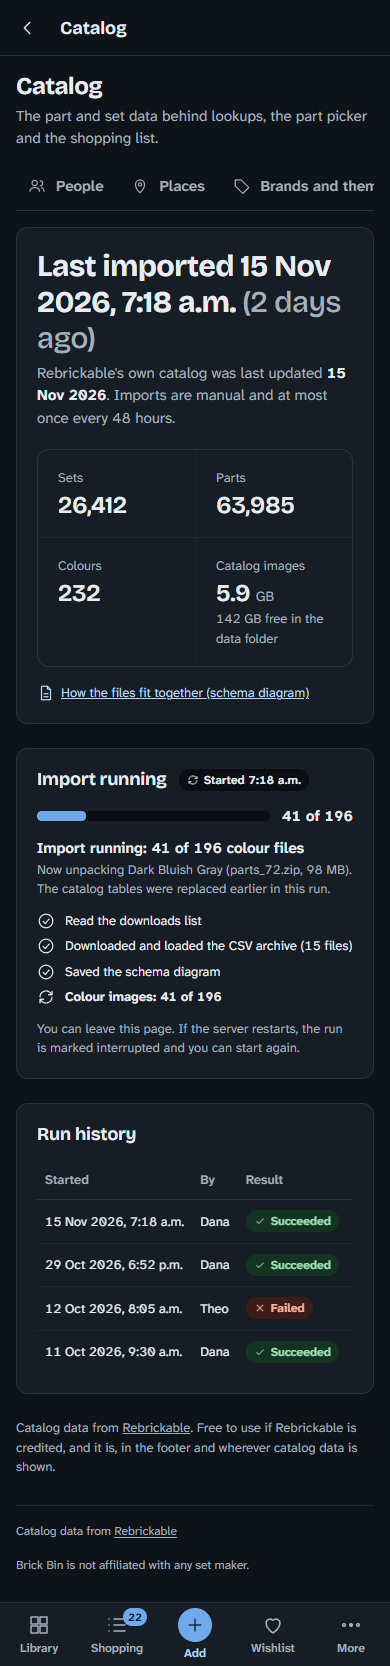 Catalog
Catalog
The part and set data behind lookups, the part picker
and the shopping list.
People
Places
Brands and them
Last imported 15 Nov
2026, 7:18 a.m. (2 days
ago)
Rebrickable's own catalog was last updated 15
Nov 2026. Imports are manual and at most
once every 48 hours.
Sets
26,412
Parts
63,985
Colours
232
Catalog images
5.9 GB
142 GB free in the
data folder
How the files fit together (schema diagram)
Import running
Started 7:18 a.m.
41 of 196
Import running: 41 of 196 colour files
Now unpacking Dark Bluish Gray (parts_72.zip, 98 MB).
The catalog tables were replaced earlier in this run.
Read the downloads list
Downloaded and loaded the CSV archive (15 files)
Saved the schema diagram
Colour images: 41 of 196
You can leave this page. If the server restarts, the run
is marked interrupted and you can start again.
Run history
Started By Result
15 Nov 2026, 7:18 a.m. Dana Succeeded
29 Oct 2026, 6:52 p.m. Dana Succeeded
12 Oct 2026, 8:05 a.m. Theo Failed
11 Oct 2026, 9:30 a.m. Dana Succeeded
Catalog data from Rebrickable. Free to use if Rebrickable is
credited, and it is, in the footer and wherever catalog data is
shown.
Catalog data from Rebrickable
Brick Bin is not affiliated with any set maker.
22
Library
Shopping
Add
Wishlist
More